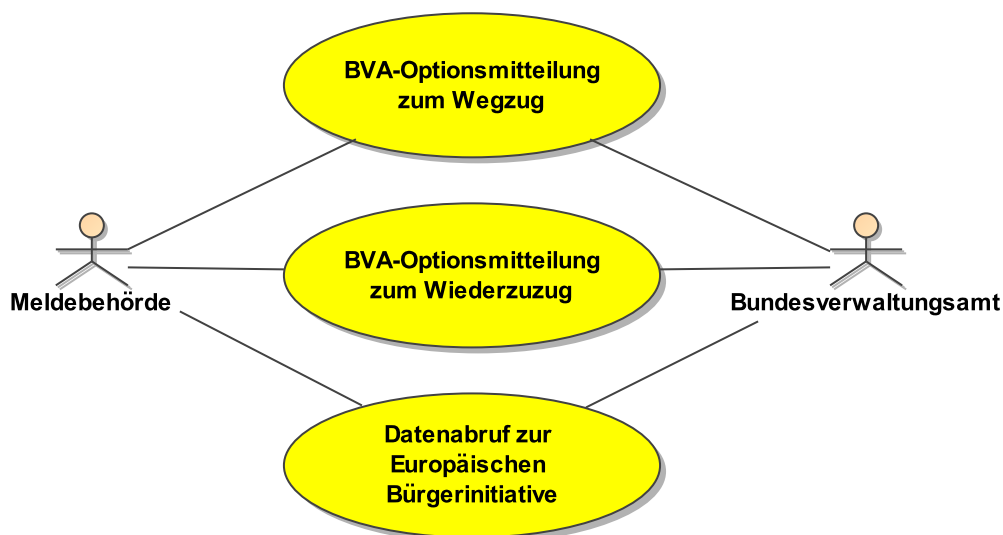 BVA-Optionsmitteilung
zum Wegzug
BVA-Optionsmitteilung
zum Wiederzuzug
Meldebehörde
Bundesverwaltungsamt
Datenabruf zur
Europäischen
Bürgerinitiative